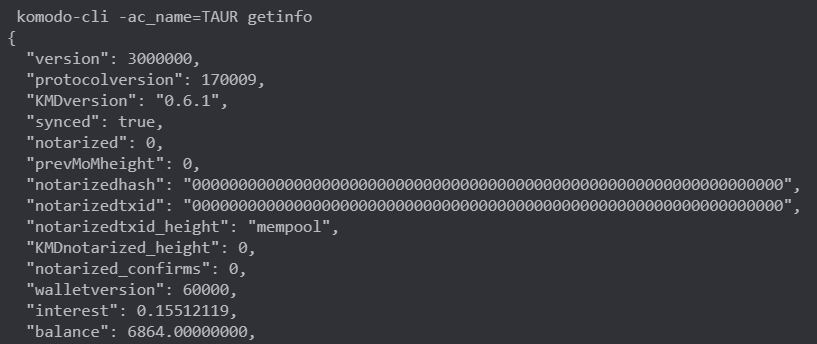 komodo-cli -ac_name=TAUR getinfo
{
"version": 3000000,
"protocolversion": 170009,
"KMDversion": "0.6.1",
"synced": true,
"notarized": 0,
"prevMoMheight": 0,
"notarizedhash": "0000000000000000000000000000000000000000000000000000000000000000",
"notarizedtxid": "0000000000000000000000000000000000000000000000000000000000000000",
"notarizedtxid_height": "mempool",
"KMDnotarized_height": 0,
"notarized_confirms": 0,
"walletversion": 60000,
"interest": 0.15512119,
"balance": 6864.00000000,